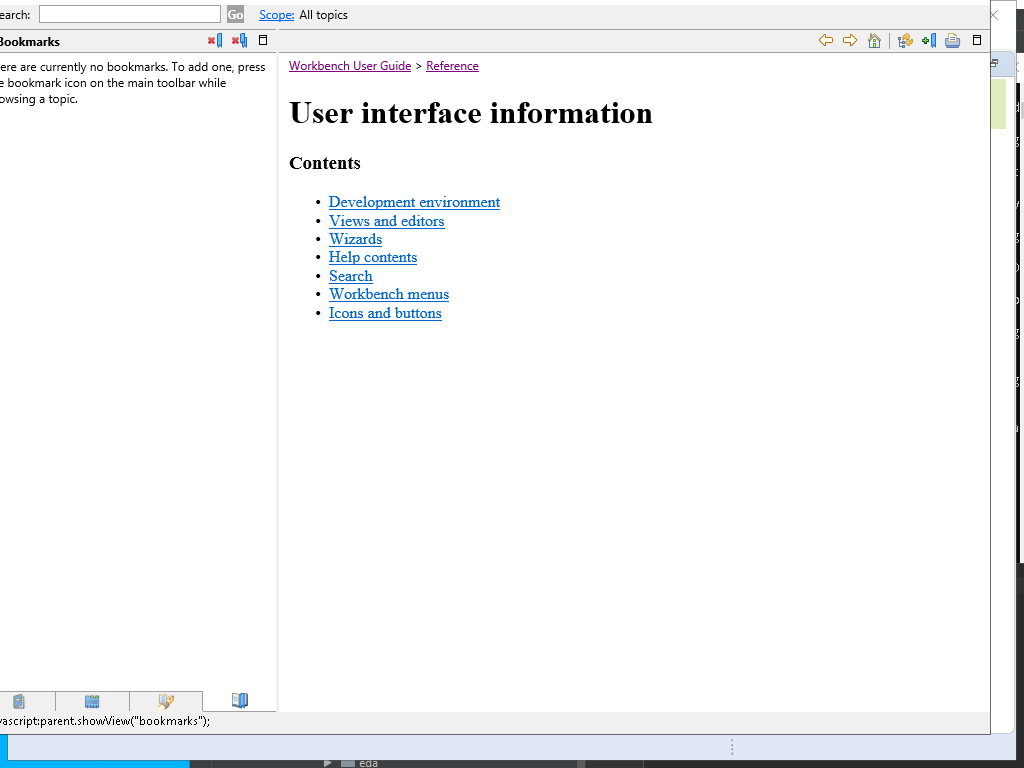 earch:
Go
Scope: All topics
Bookmarks
ere are currently no bookmarks. To add one, press
e bookmark icon on the main toolbar while
owsing a topic.
Workbench User Guide > Reference
User interface information
Contents
• Development environment
• Views and editors
• Wizards
• Help contents
• Search
• Workbench menus
• Icons and buttons
vascript:parent.showView("bookmarks");
eda